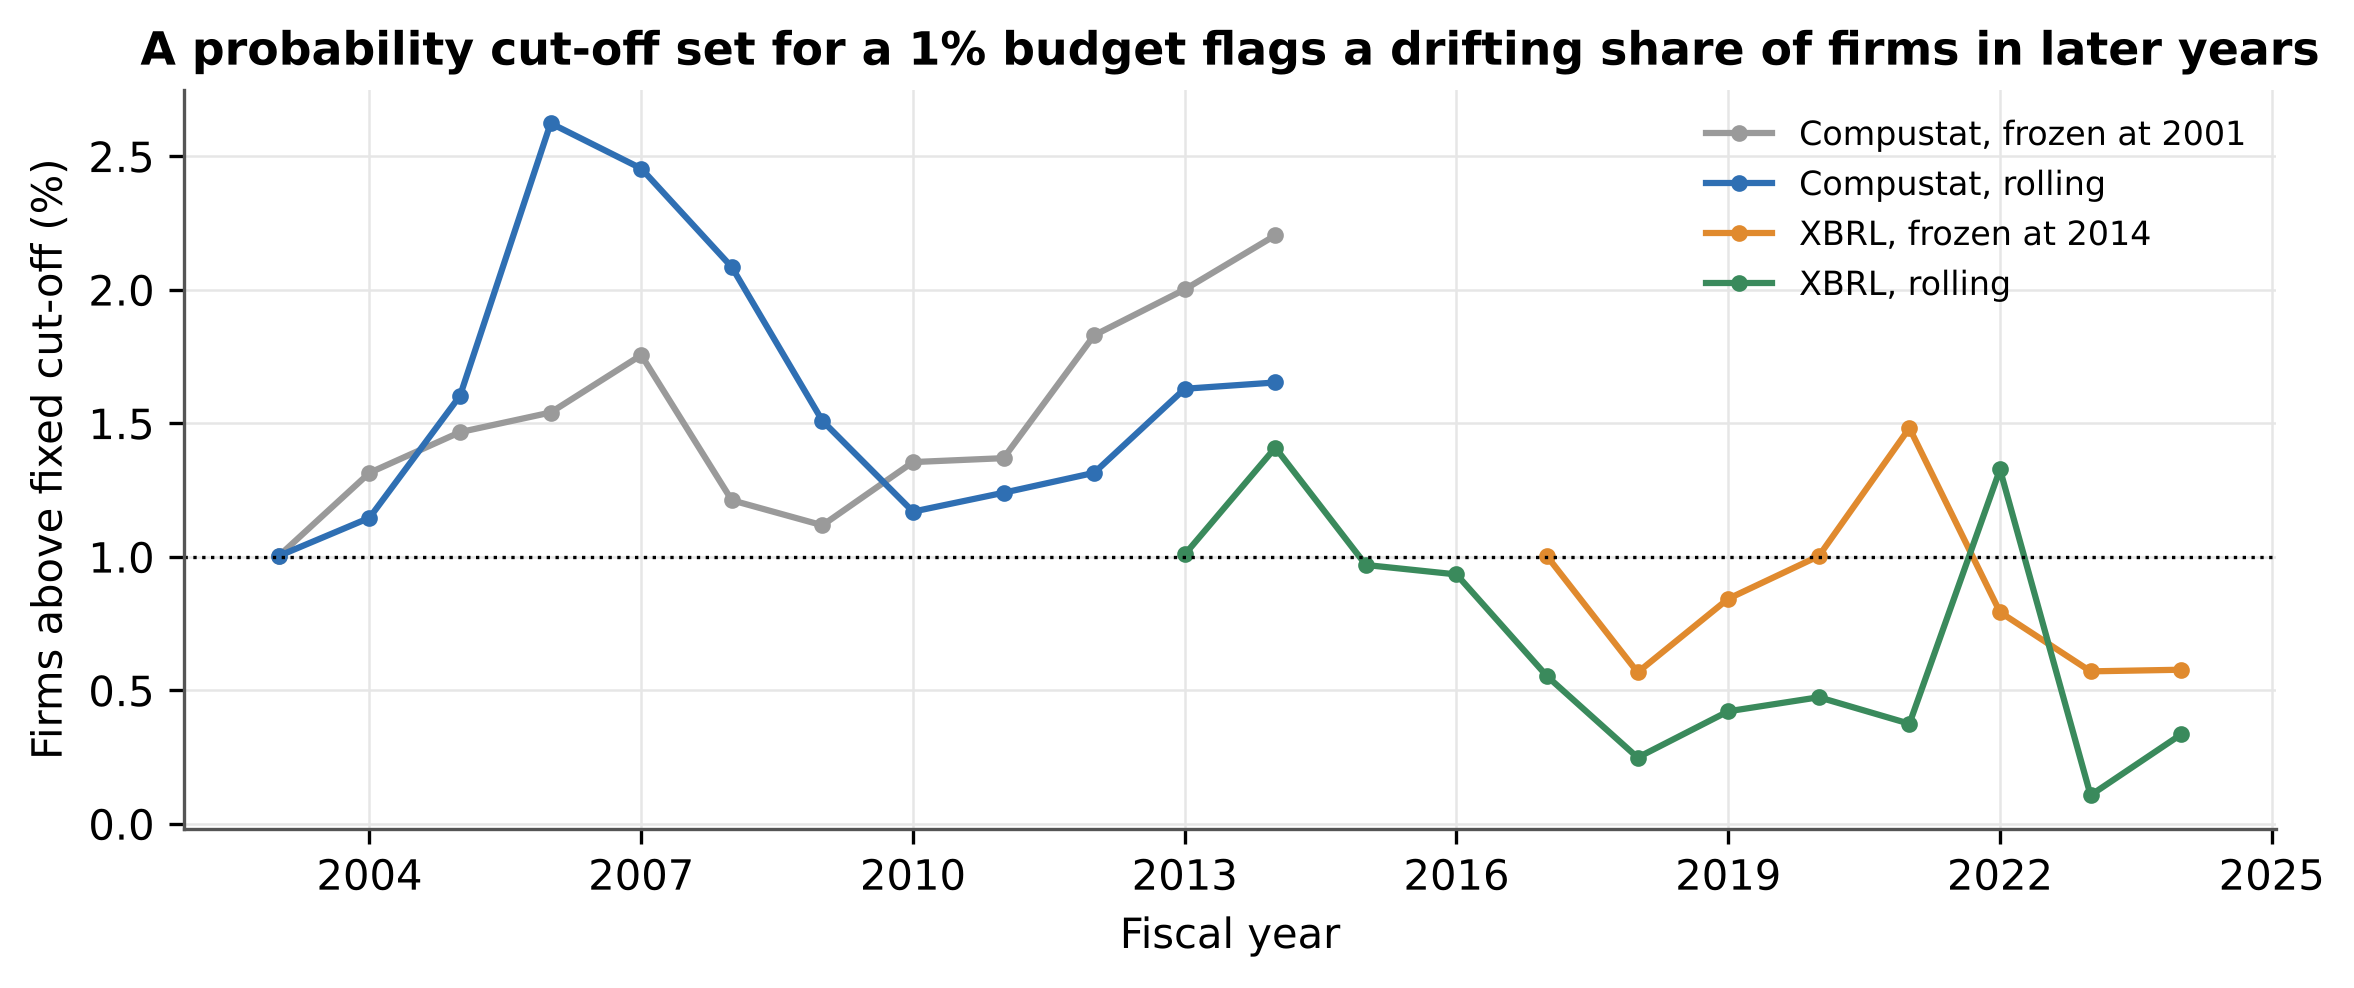 A probability cut-off set for a 1% budget flags a drifting share of firms in later years
Firms above fixed cut-off (%)
2.5
2.0
1.5
1.0
0.5
0.0
Compustat, frozen at 2001
Compustat, rolling
XBRL, frozen at 2014
XBRL, rolling
2004 2007 2010 2013 2016 2019 2022 2025
Fiscal year